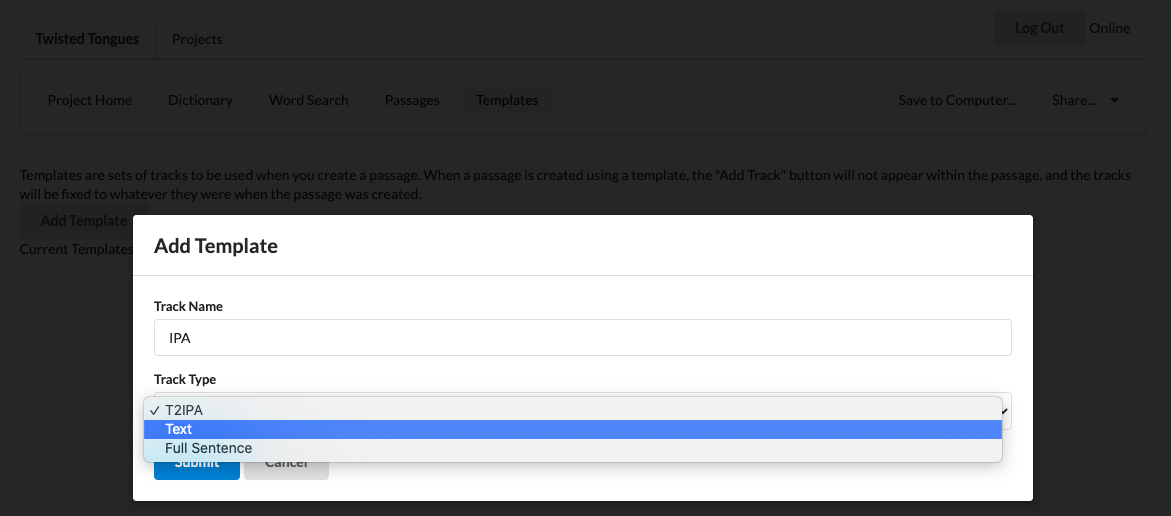 Twisted Tongues Projects Log Out Online
Project Home Dictionary Word Search Passages Templates Save to Computer... Share...
Templates are sets of tracks to be used when you create a passage. When a passage is created using a template, the "Add Track" button will not appear within the passage, and the tracks
will be fixed to whatever they were when the passage was created.
Add Template
Current Templates
Add Template
Track Name
IPA
Track Type
✓ T2IPA
Text
Full Sentence
Submit Cancel